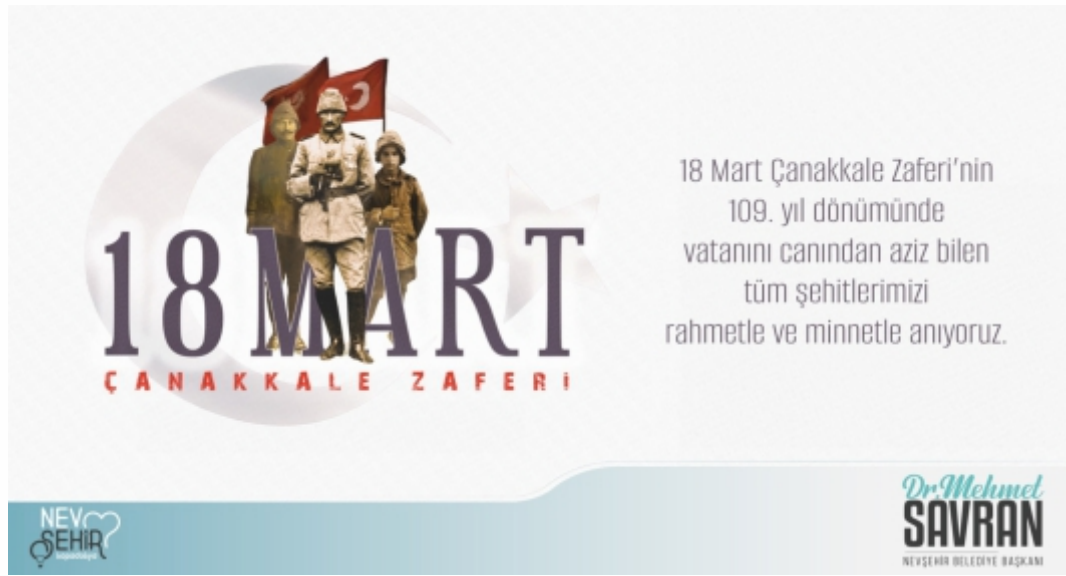 18 MART
ÇANAKKALE ZAFERİ
18 Mart Çanakkale Zaferi'nin
109. yıl dönümünde
vatanını canından aziz bilen
tüm şehitlerimizi
rahmetle ve minnetle anıyoruz.
NEV
ŞEHİR
kapadokya
Dr. Mehmet
SAVRAN
NEVŞEHİR BELEDİYE BAŞKANI